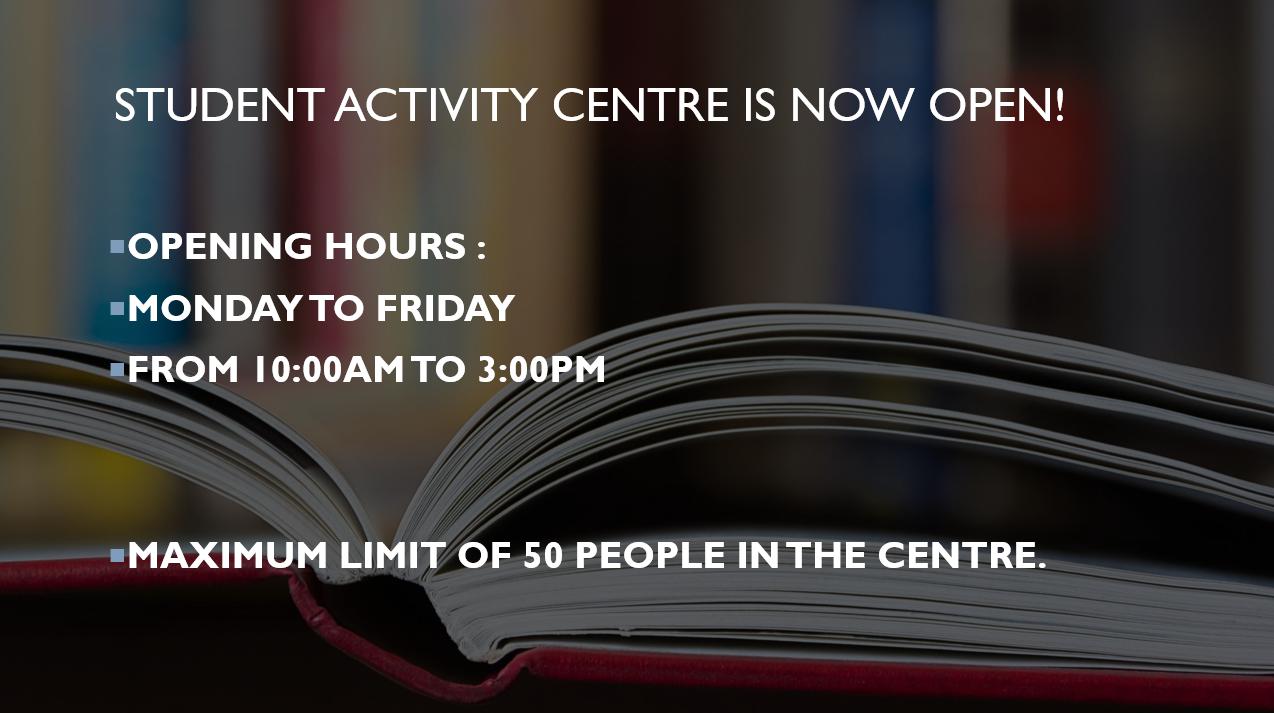 STUDENT ACTIVITY CENTRE IS NOW OPEN!
OPENING HOURS :
MONDAY TO FRIDAY
FROM 10:00AM TO 3:00PM
MAXIMUM LIMIT OF 50 PEOPLE IN THE CENTRE.